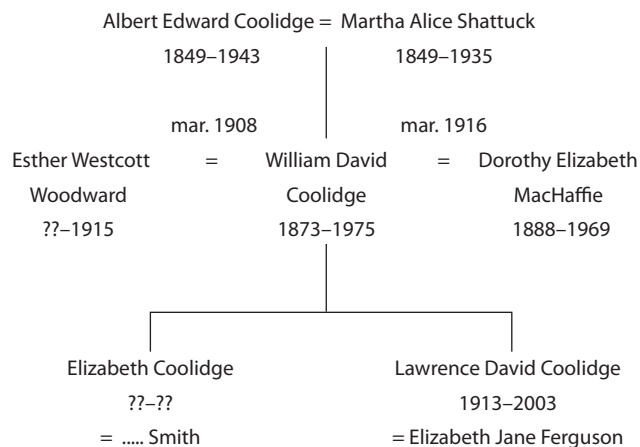 Albert Edward Coolidge = Martha Alice Shattuck
1849–1943 1849–1935
mar. 1908 mar. 1916
Esther Westcott = William David = Dorothy Elizabeth
Woodward Coolidge MacHaffie
??–1915 1873–1975 1888–1969
Elizabeth Coolidge Lawrence David Coolidge
??–?? 1913–2003
= ..... Smith = Elizabeth Jane Ferguson